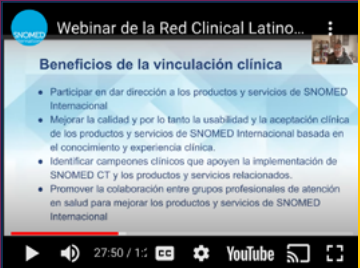 SNOMED
Webinar de la Red Clinical Latino...
Beneficios de la vinculación clínica
• Participar en dar dirección a los productos y servicios de SNOMED
Internacional
• Mejorar la calidad y por lo tanto la usabilidad y la aceptación clínica
de los productos y servicios de SNOMED Internacional basada en
el conocimiento y experiencia clínica.
• Identificar campeones clínicos que apoyen la implementación de
SNOMED CT y los productos y servicios relacionados.
• Promover la colaboración entre grupos profesionales de atención
en salud para mejorar los productos y servicios de SNOMED
Internacional
27:50 / 1:2 CC YouTube